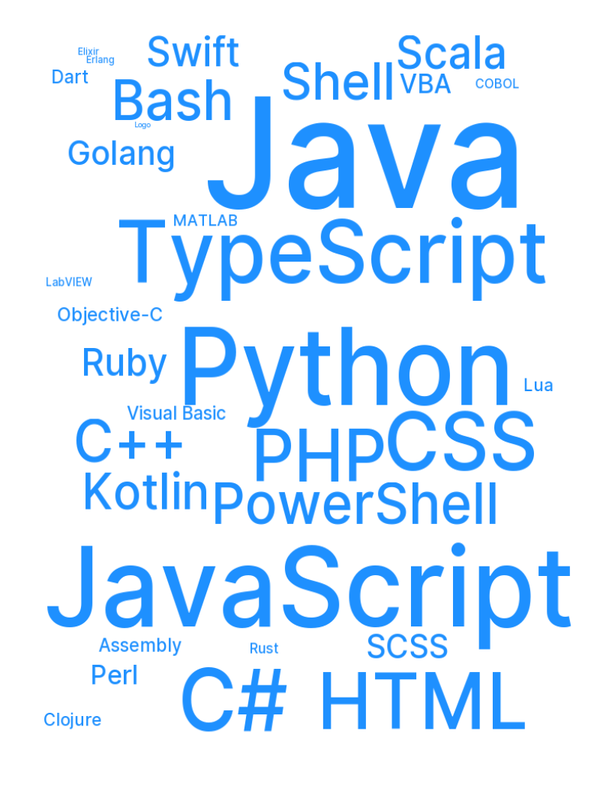 Elixir
Erlang
Swift
Scala
Dart
Shell
VBA
COBOL
Bash
Logo
Java
Golang
MATLAB
TypeScript
LabVIEW
Objective-C
Python
Ruby
Lua
Visual Basic
C++
PHP
CSS
Kotlin
PowerShell
JavaScript
Assembly
Rust
SCSS
Perl
C#
HTML
Clojure